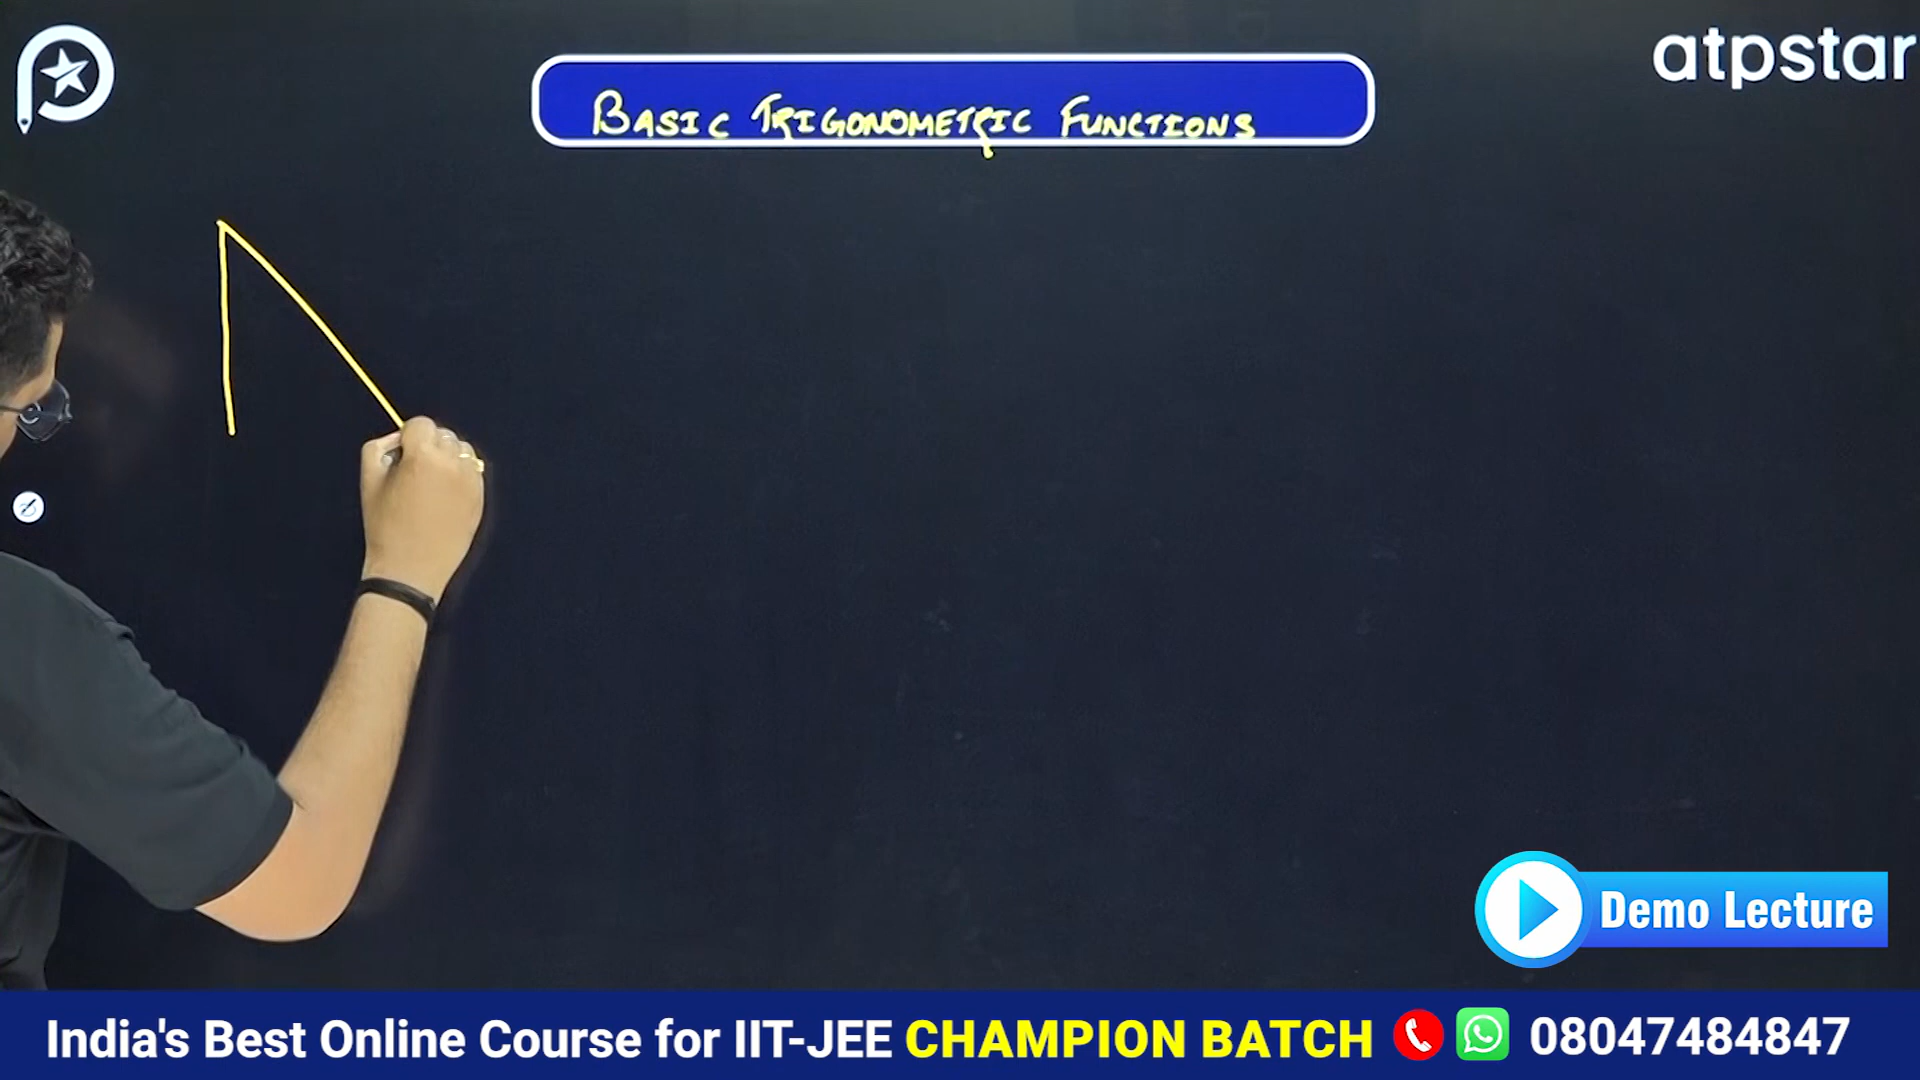 atpstar
BASIC TRIGONOMETRIC FUNCTIONS
Demo Lecture
India's Best Online Course for IIT-JEE CHAMPION BATCH 08047484847